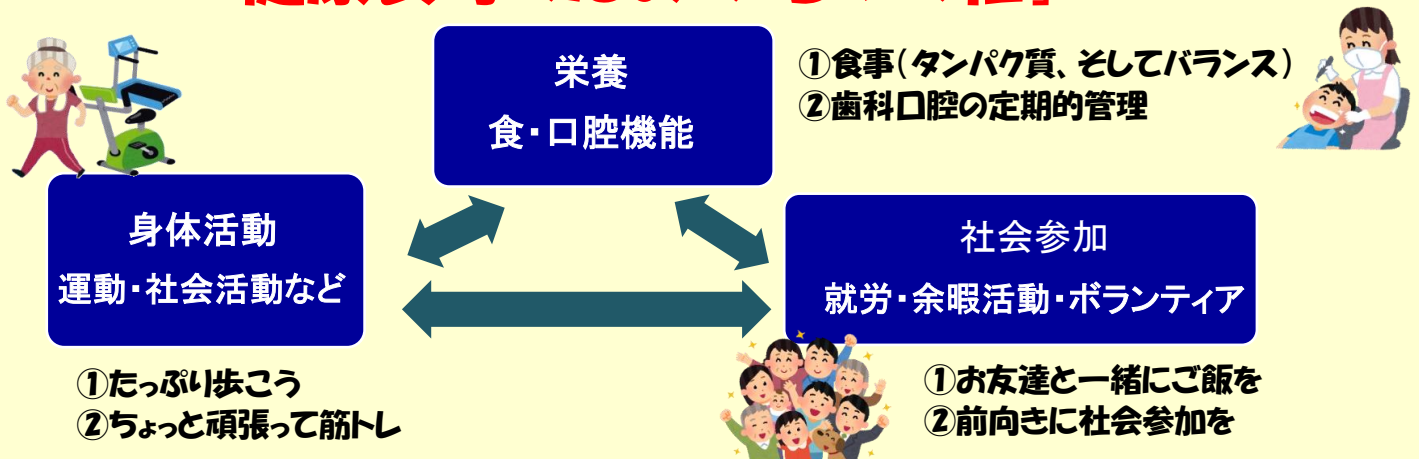 栄養
食・口腔機能
①食事(タンパク質、そしてバランス)
②歯科口腔の定期的管理
身体活動
運動・社会活動など
社会参加
就労・余暇活動・ボランティア
①たっぷり歩こう
②ちょっと頑張って筋トレ
①お友達と一緒にご飯を
②前向きに社会参加を